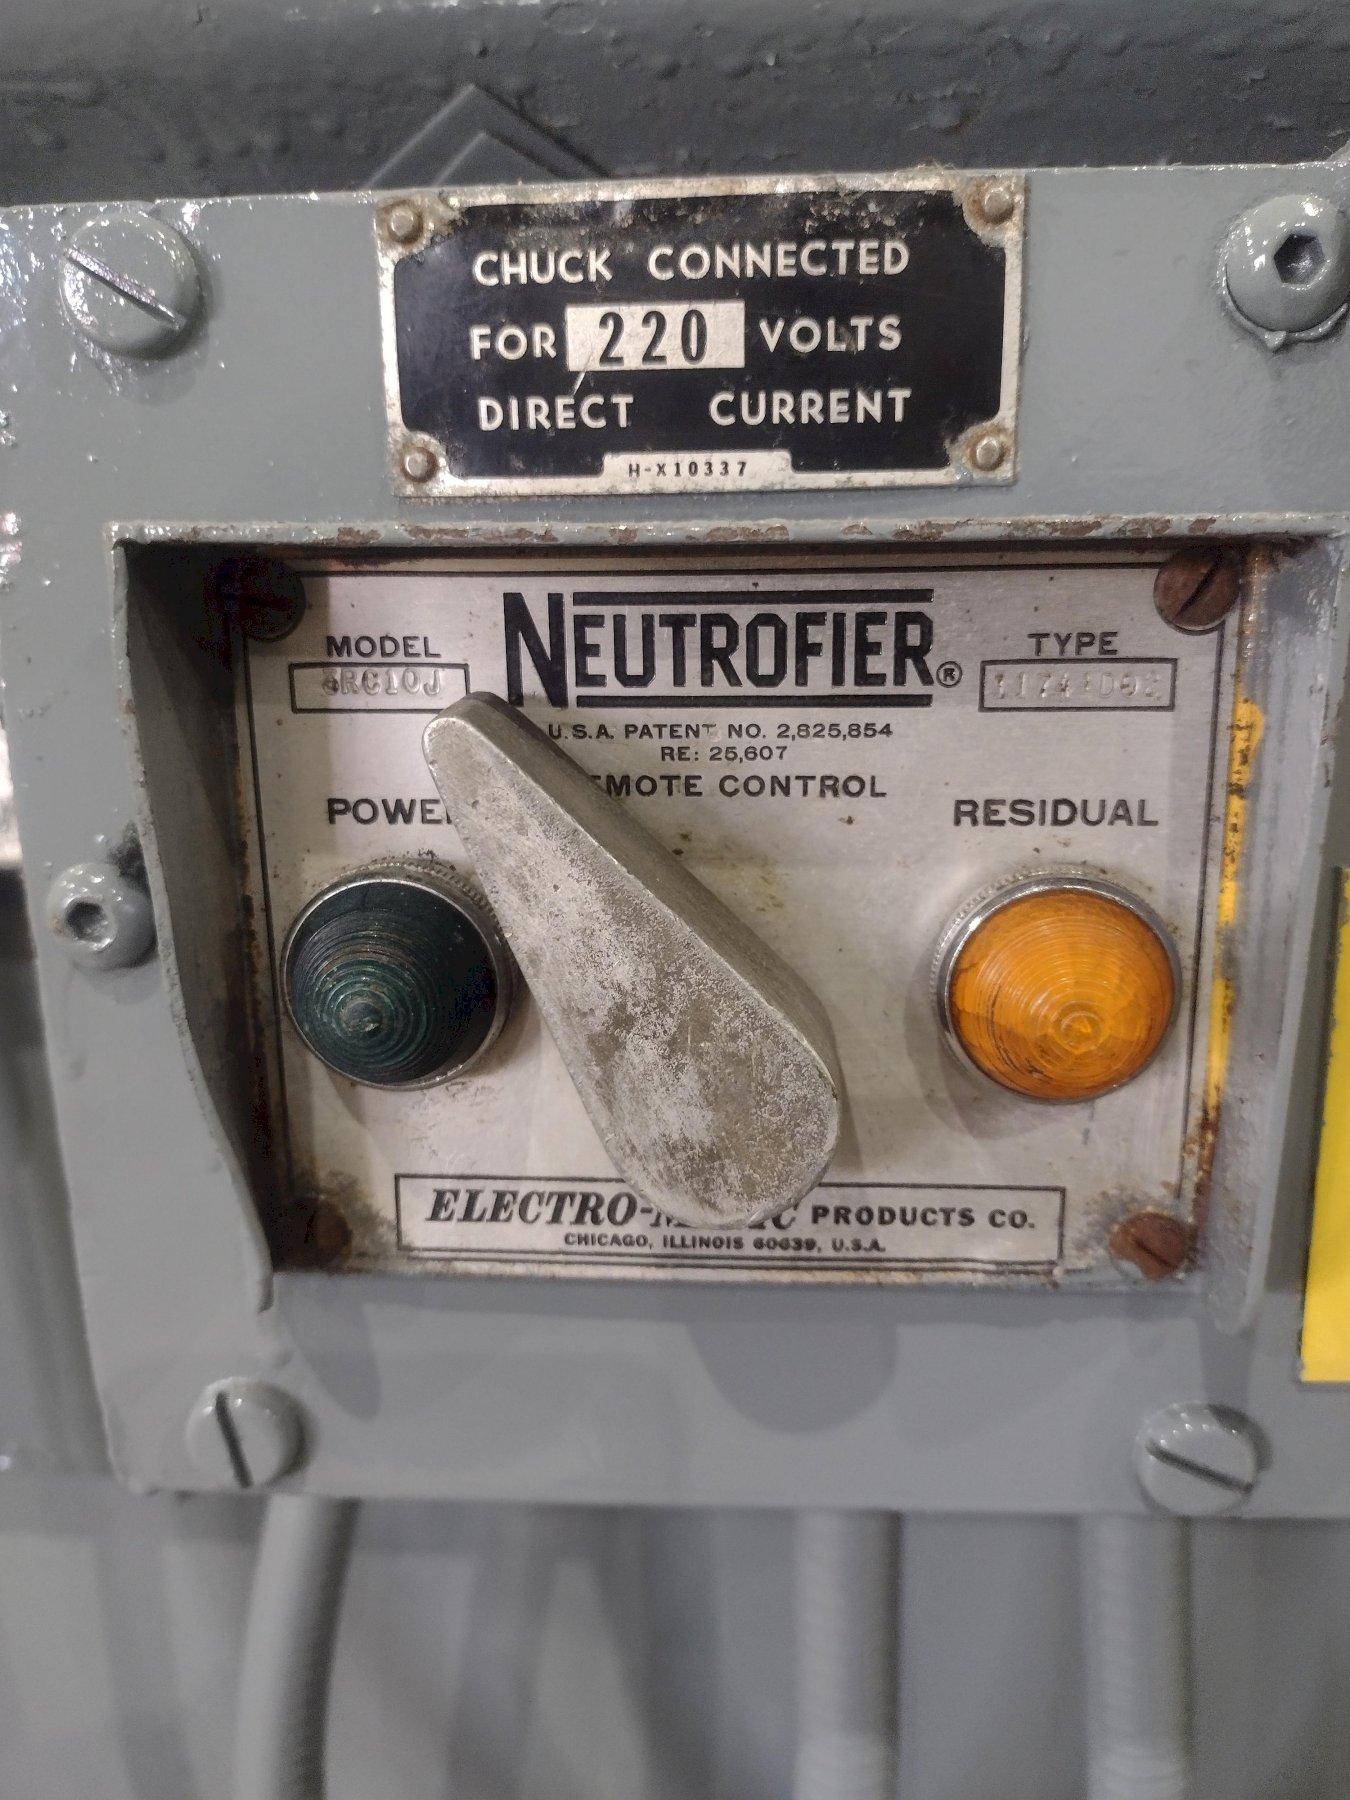 CHUCK CONNECTED
FOR 220 VOLTS
DIRECT CURRENT
H-X10337
MODEL
NEUTROFIER®
TYPE
U.S.A. PATENT NO. 2,825,854
RE: 25,607
EMOTE CONTROL
POWE
RESIDUAL
ELECTRO- PRODUCTS CO.
CHICAGO, ILLINOIS 60639, U.S.A.